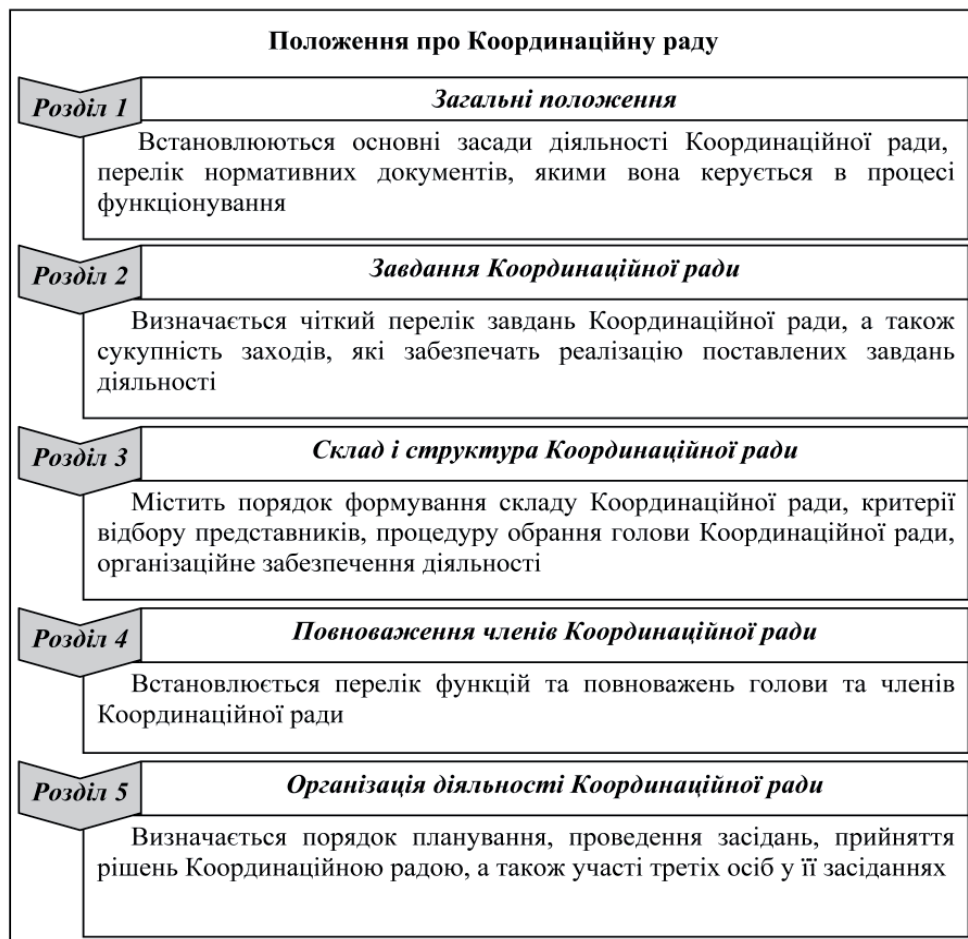 Положення про Координаційну раду
Розділ 1
Загальні положення
Встановлюються основні засади діяльності Координаційної ради,
перелік нормативних документів, якими вона керується в процесі
функціонування
Розділ 2
Завдання Координаційної ради
Визначається чіткий перелік завдань Координаційної ради, а також
сукупність заходів, які забезпечать реалізацію поставлених завдань
діяльності
Розділ 3
Склад і структура Координаційної ради
Містить порядок формування складу Координаційної ради, критерії
відбору представників, процедуру обрання голови Координаційної ради,
організаційне забезпечення діяльності
Розділ 4
Повноваження членів Координаційної ради
Встановлюється перелік функцій та повноважень голови та членів
Координаційної ради
Розділ 5
Організація діяльності Координаційної ради
Визначається порядок планування, проведення засідань, прийняття
рішень Координаційною радою, а також участі третіх осіб у її засіданнях